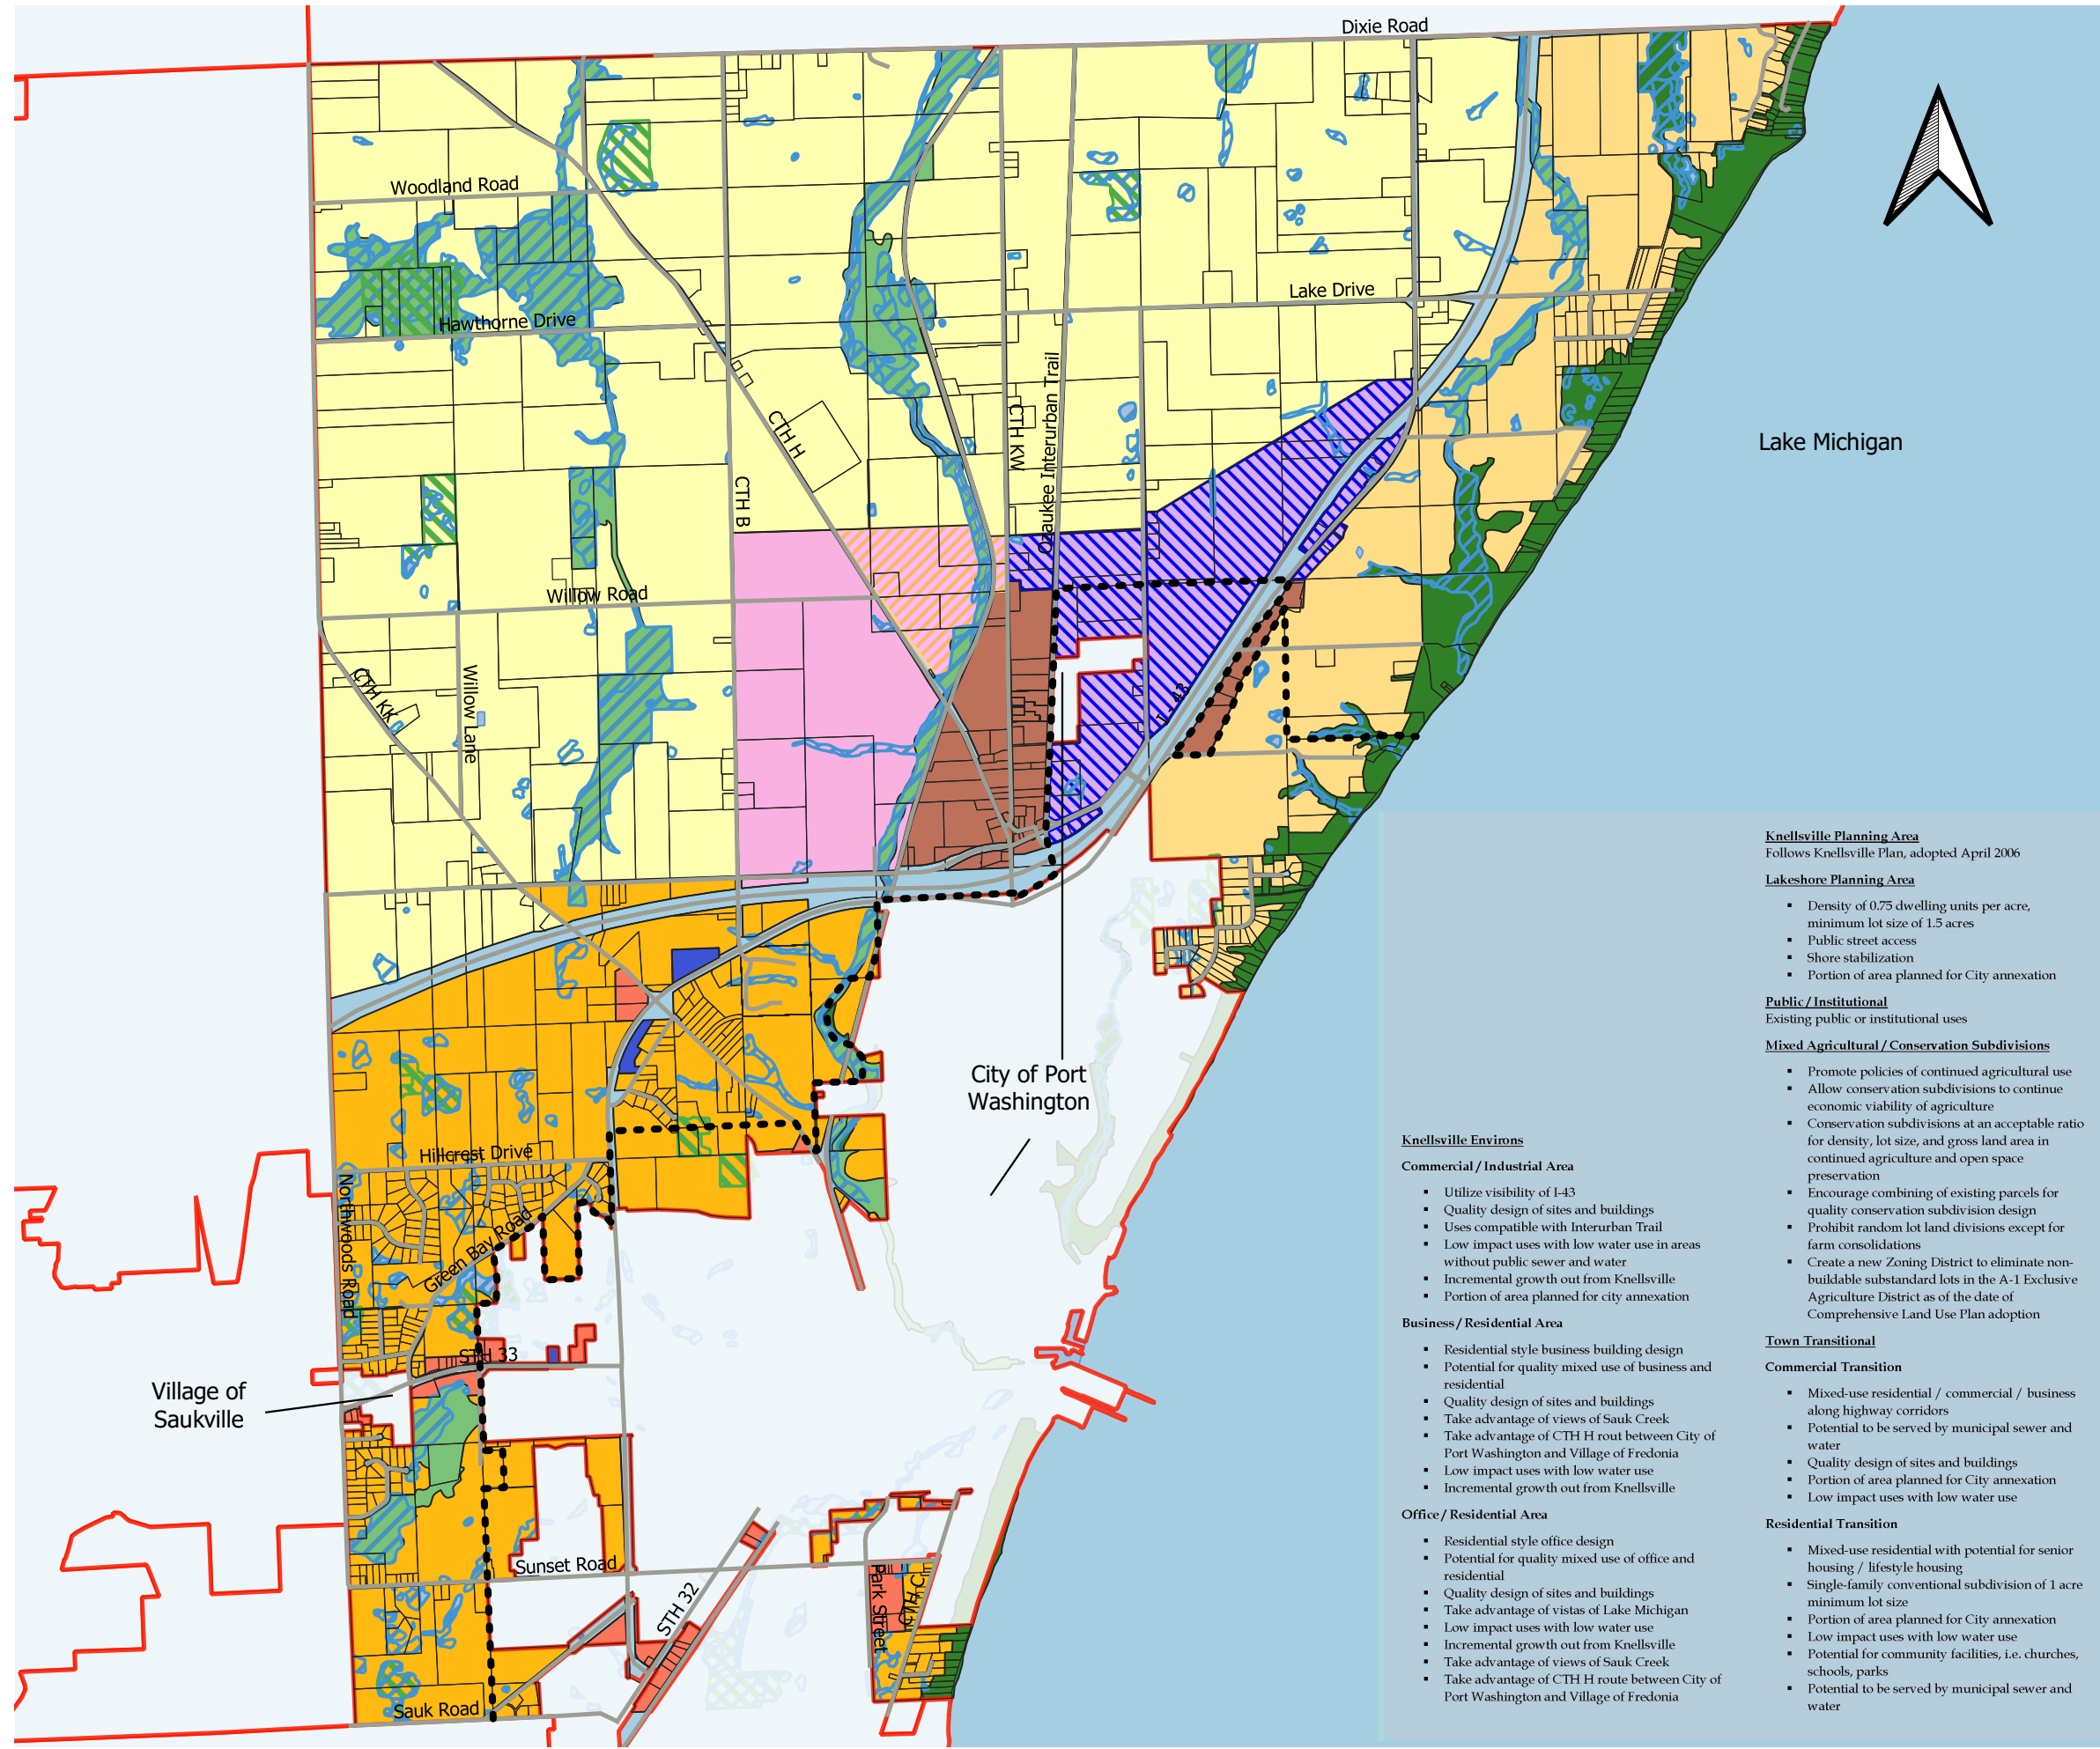 Dixie Road
Woodland Road
Lake Drive
Hawthorne Drive
CTH H
CTH KW
Ozaukee Interurban Trail
CTH B
Lake Michigan
Willow Road
CTH KK
Willow Lane
I - 43
City of Port
Washington
Hillcrest Drive
Northwoods Road
Green Bay Road
STH 33
Village of
Saukville
Sunset Road
STH 32
Park Street
CTH C
Sauk Road
Knellsville Environs
Commercial / Industrial Area
▪ Utilize visibility of I-43
▪ Quality design of sites and buildings
▪ Uses compatible with Interurban Trail
▪ Low impact uses with low water use in areas
without public sewer and water
▪ Incremental growth out from Knellsville
▪ Portion of area planned for city annexation
Business / Residential Area
▪ Residential style business building design
▪ Potential for quality mixed use of business and
residential
▪ Quality design of sites and buildings
▪ Take advantage of views of Sauk Creek
▪ Take advantage of CTH H rout between City of
Port Washington and Village of Fredonia
▪ Low impact uses with low water use
▪ Incremental growth out from Knellsville
Office / Residential Area
▪ Residential style office design
▪ Potential for quality mixed use of office and
residential
▪ Quality design of sites and buildings
▪ Take advantage of vistas of Lake Michigan
▪ Low impact uses with low water use
▪ Incremental growth out from Knellsville
▪ Take advantage of views of Sauk Creek
▪ Take advantage of CTH H route between City of
Port Washington and Village of Fredonia
Knellsville Planning Area
Follows Knellsville Plan, adopted April 2006
Lakeshore Planning Area
▪ Density of 0.75 dwelling units per acre,
minimum lot size of 1.5 acres
▪ Public street access
▪ Shore stabilization
▪ Portion of area planned for City annexation
Public / Institutional
Existing public or institutional uses
Mixed Agricultural / Conservation Subdivisions
▪ Promote policies of continued agricultural use
▪ Allow conservation subdivisions to continue
economic viability of agriculture
▪ Conservation subdivisions at an acceptable ratio
for density, lot size, and gross land area in
continued agriculture and open space
preservation
▪ Encourage combining of existing parcels for
quality conservation subdivision design
▪ Prohibit random lot land divisions except for
farm consolidations
▪ Create a new Zoning District to eliminate non-
buildable substandard lots in the A-1 Exclusive
Agriculture District as of the date of
Comprehensive Land Use Plan adoption
Town Transitional
Commercial Transition
▪ Mixed-use residential / commercial / business
along highway corridors
▪ Potential to be served by municipal sewer and
water
▪ Quality design of sites and buildings
▪ Portion of area planned for City annexation
▪ Low impact uses with low water use
Residential Transition
▪ Mixed-use residential with potential for senior
housing / lifestyle housing
▪ Single-family conventional subdivision of 1 acre
minimum lot size
▪ Portion of area planned for City annexation
▪ Low impact uses with low water use
▪ Potential for community facilities, i.e. churches,
schools, parks
▪ Potential to be served by municipal sewer and
water